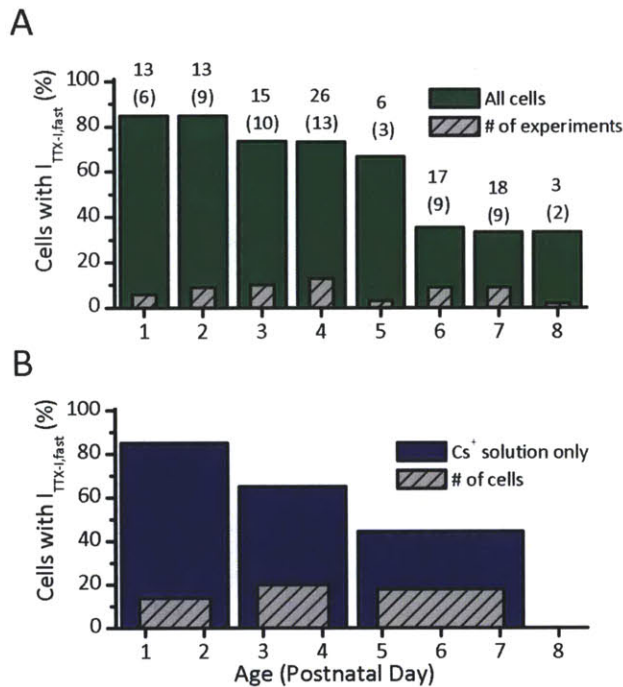 A
Cells with I_TTX-I,fast (%)
100
80
60
40
20
0
13 13 15 26 6 17 18 3
(6) (9) (10) (13) (3) (9) (9) (2)
All cells
# of experiments
1 2 3 4 5 6 7 8
B
Cells with I_TTX-I,fast (%)
100
80
60
40
20
0
Cs⁺ solution only
# of cells
1 2 3 4 5 6 7 8
Age (Postnatal Day)